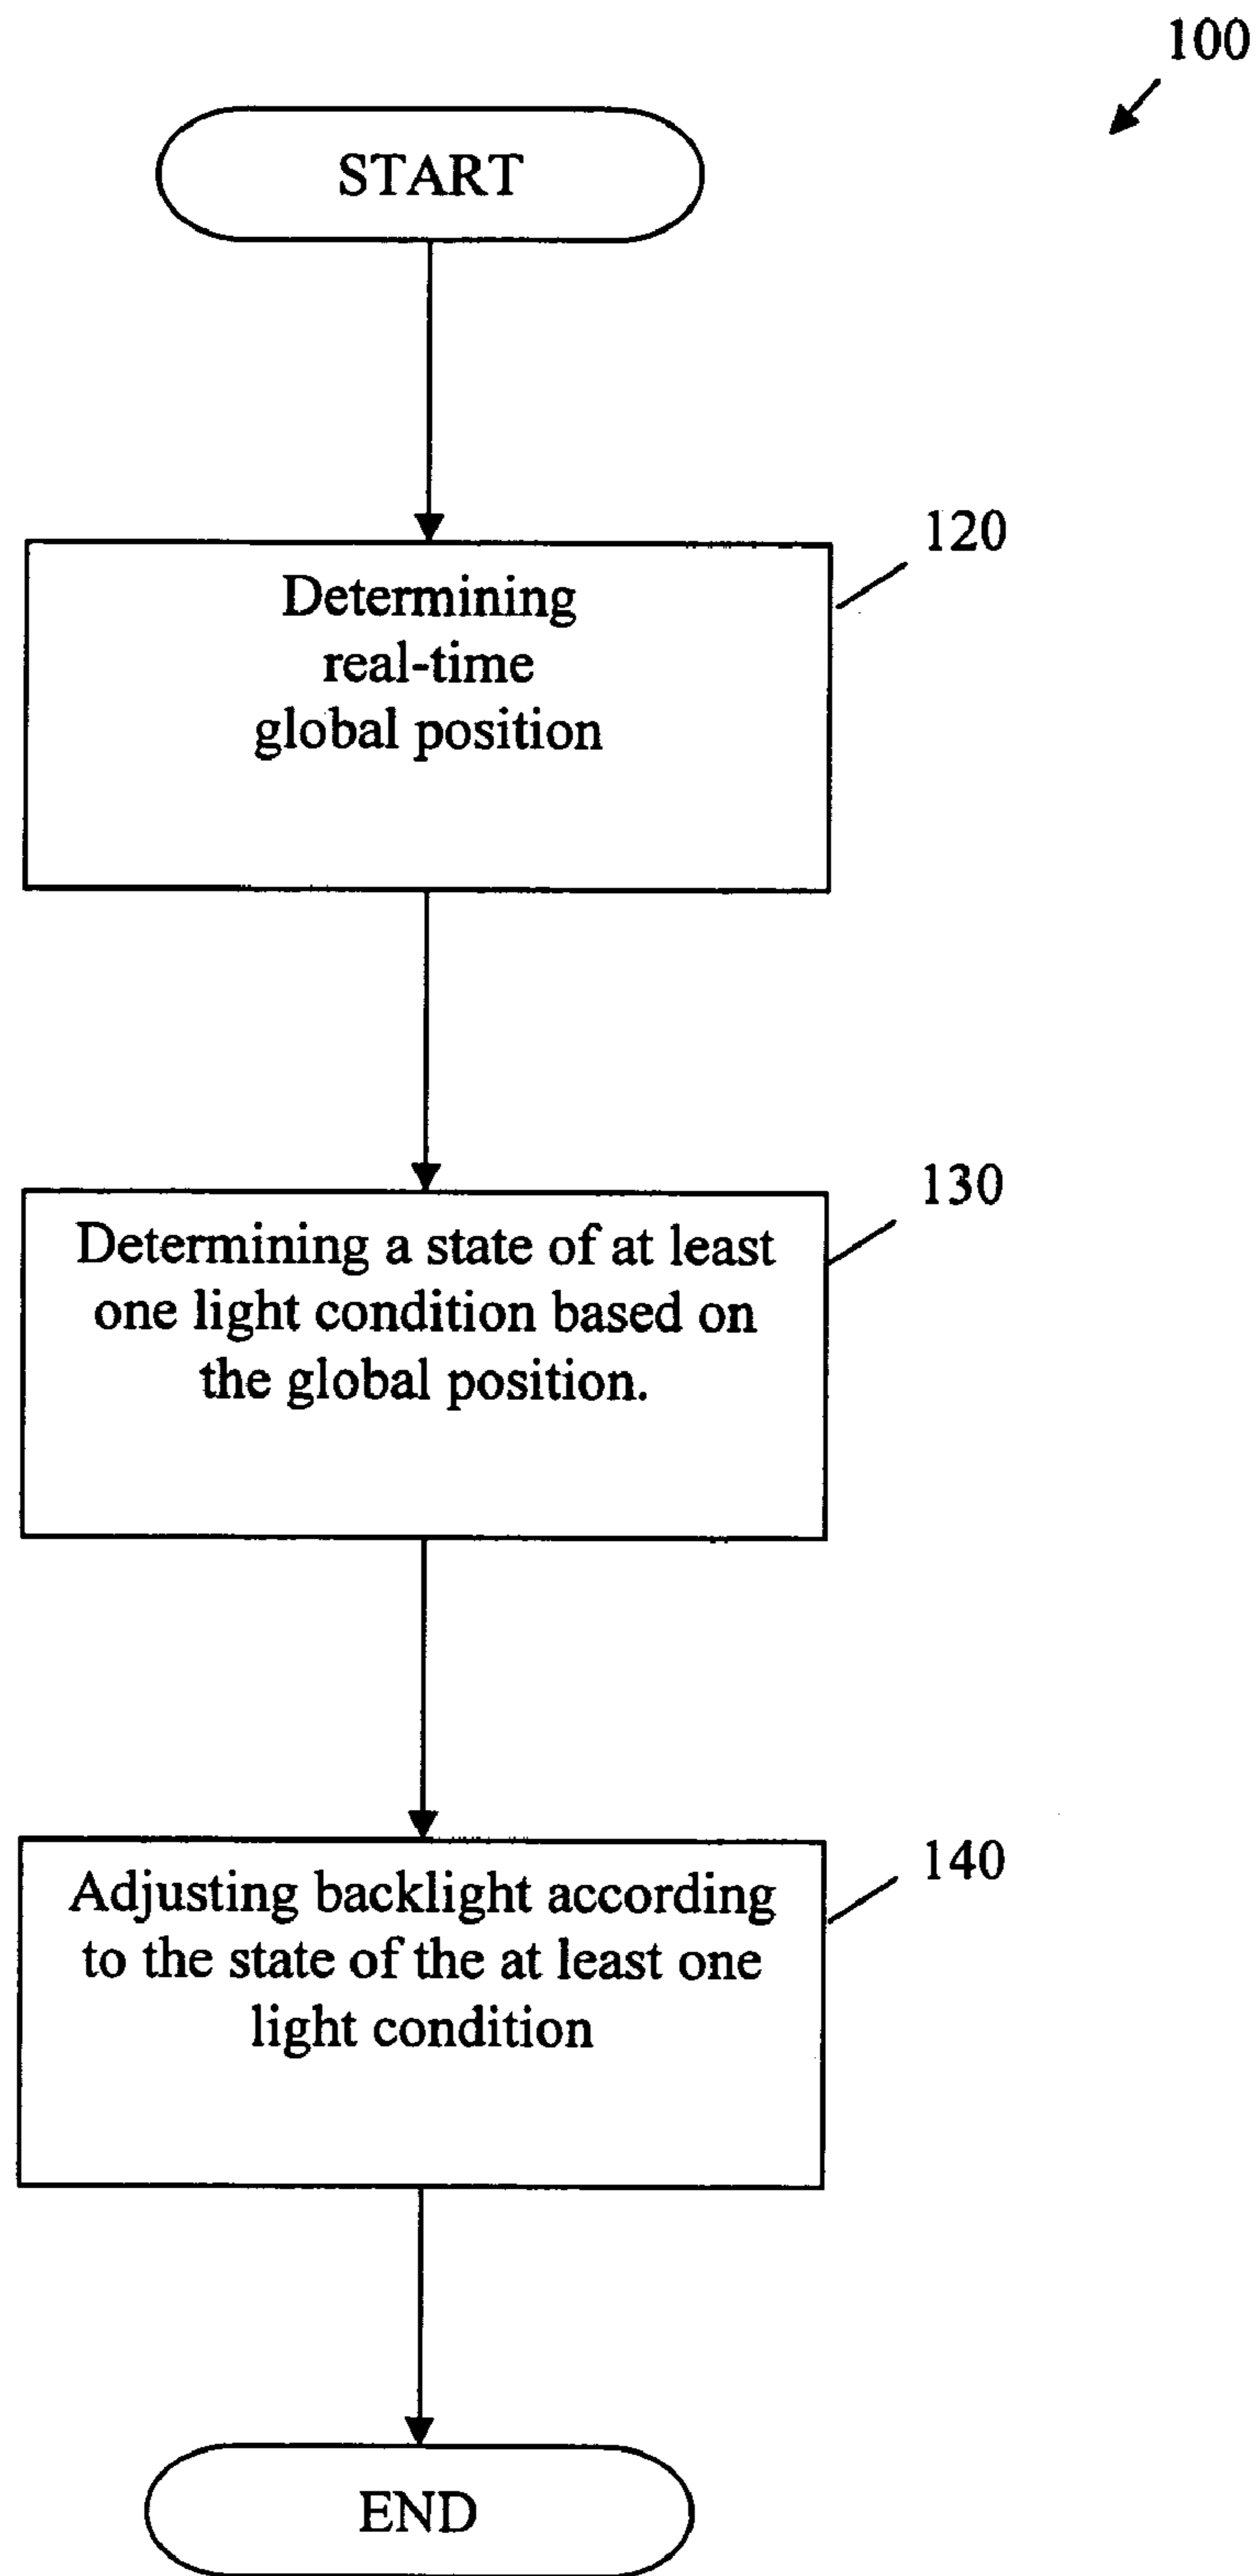 100
START
120
Determining
real-time
global position
130
Determining a state of at least
one light condition based on
the global position.
140
Adjusting backlight according
to the state of the at least one
light condition
END